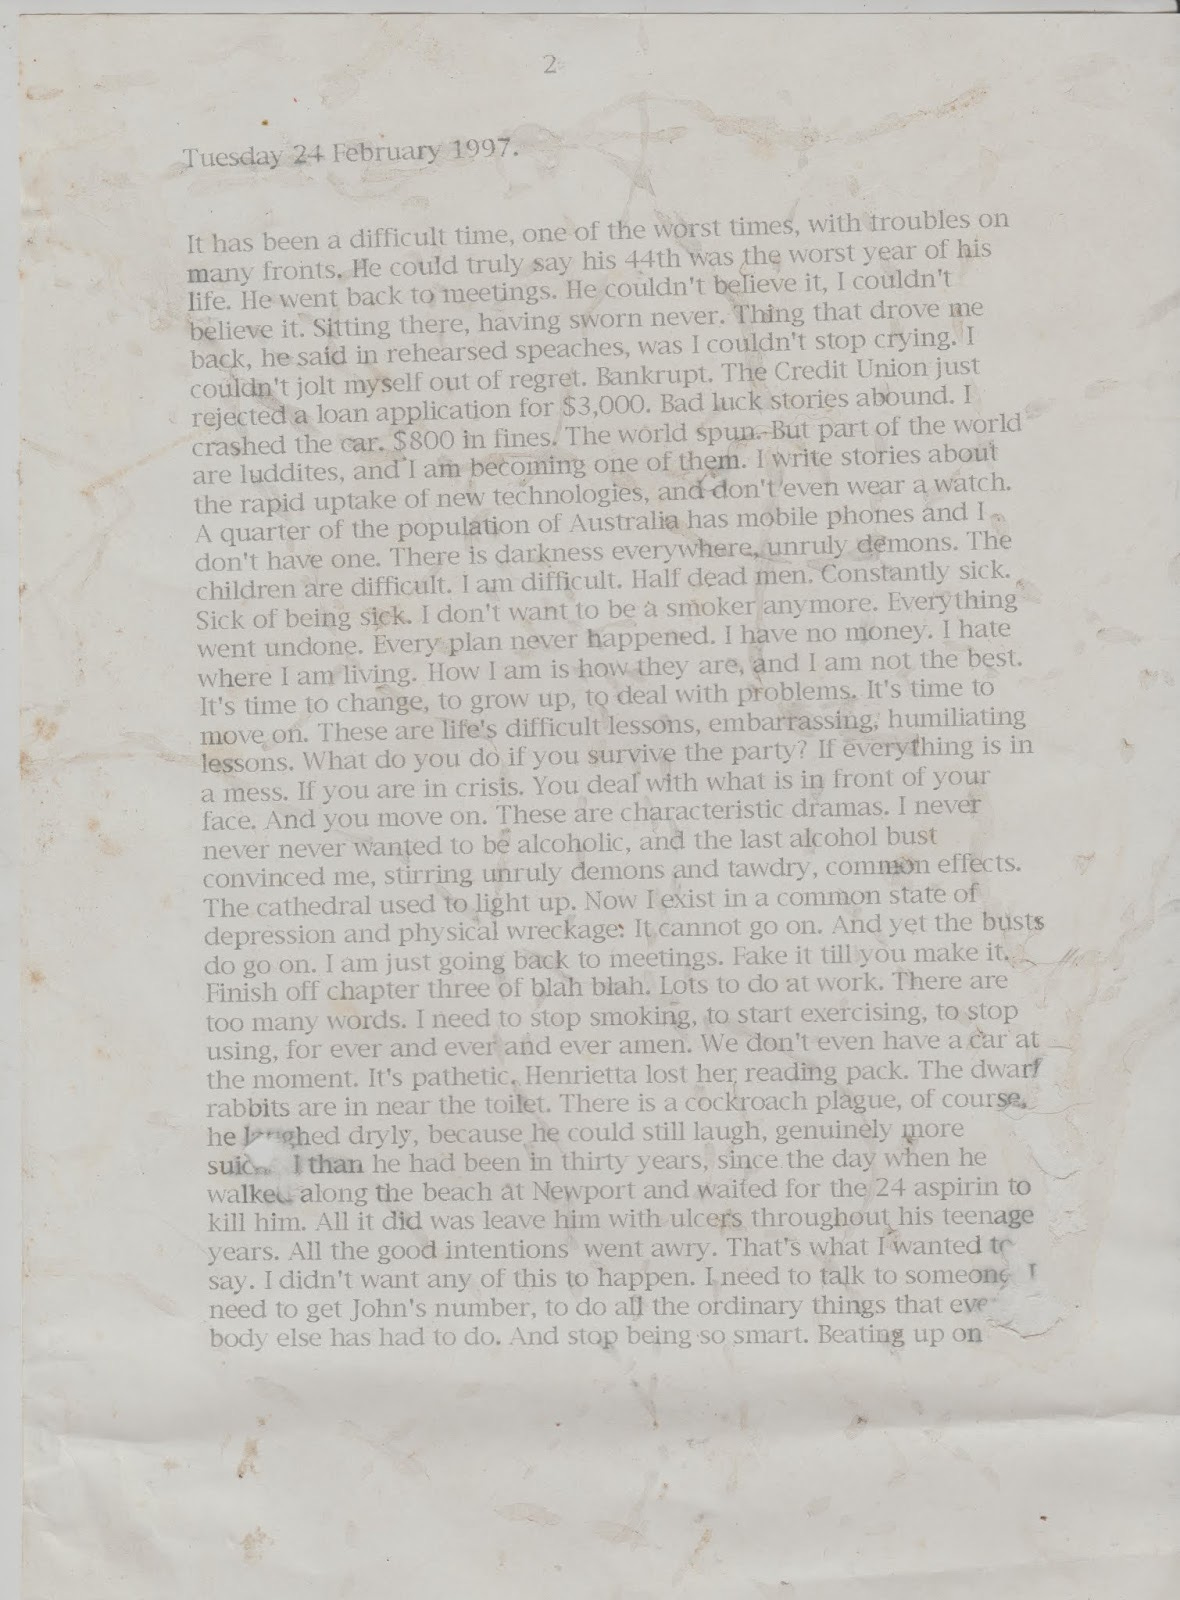 2
Tuesday 24 February 1997.
It has been a difficult time, one of the worst times, with troubles on
many fronts. He could truly say his 44th was the worst year of his
life. He went back to meetings. He couldn't believe it, I couldn't
believe it. Sitting there, having sworn never. Thing that drove me
back, he said in rehearsed speaches, was I couldn't stop crying. I
couldn't jolt myself out of regret. Bankrupt. The Credit Union just
rejected a loan application for $3,000. Bad luck stories abound. I
crashed the car. $800 in fines. The world spun. But part of the world
are luddites, and I am becoming one of them. I write stories about
the rapid uptake of new technologies, and don't even wear a watch.
A quarter of the population of Australia has mobile phones and I
don't have one. There is darkness everywhere, unruly demons. The
children are difficult. I am difficult. Half dead men. Constantly sick.
Sick of being sick. I don't want to be a smoker anymore. Everything
went undone. Every plan never happened. I have no money. I hate
where I am living. How I am is how they are, and I am not the best.
It's time to change, to grow up, to deal with problems. It's time to
move on. These are life's difficult lessons, embarrassing, humiliating
lessons. What do you do if you survive the party? If everything is in
a mess. If you are in crisis. You deal with what is in front of your
face. And you move on. These are characteristic dramas. I never
never never wanted to be alcoholic, and the last alcohol bust
convinced me, stirring unruly demons and tawdry, common effects.
The cathedral used to light up. Now I exist in a common state of
depression and physical wreckage: It cannot go on. And yet the busts
do go on. I am just going back to meetings. Fake it till you make it.
Finish off chapter three of blah blah. Lots to do at work. There are
too many words. I need to stop smoking, to start exercising, to stop
using, for ever and ever and ever amen. We don't even have a car at
the moment. It's pathetic. Henrietta lost her reading pack. The dwarf
rabbits are in near the toilet. There is a cockroach plague, of course,
he laughed dryly, because he could still laugh, genuinely more
than he had been in thirty years, since the day when he
walked along the beach at Newport and waited for the 24 aspirin to
kill him. All it did was leave him with ulcers throughout his teenage
years. All the good intentions went awry. That's what I wanted to
say. I didn't want any of this to happen. I need to talk to someone I
need to get John's number, to do all the ordinary things that
body else has had to do. And stop being so smart. Beating up on